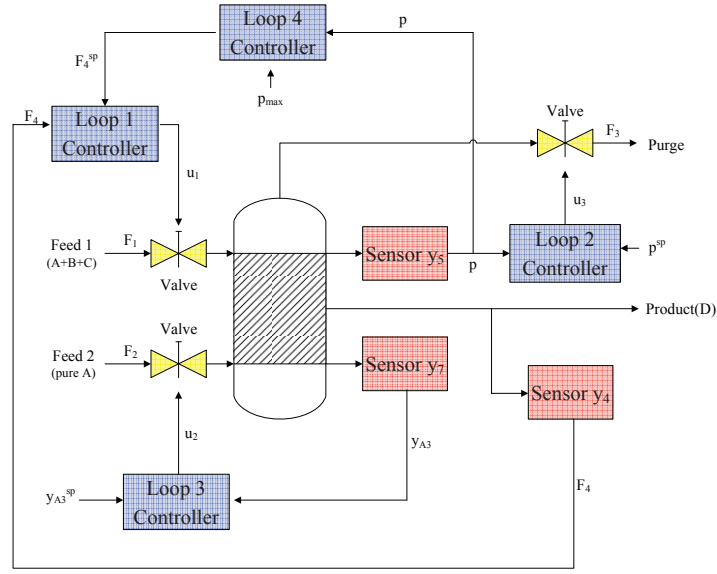 Loop 4
Controller
p
F₄ˢᵖ
pₘₐₓ
F₄
Loop 1
Controller
Valve
F₃
Purge
u₁
u₃
Feed 1
(A+B+C)
F₁
Valve
Sensor y₅
p
Loop 2
Controller
pˢᵖ
Product(D)
Valve
Feed 2
(pure A)
F₂
Sensor y₇
Sensor y₄
u₂
y_A3
F₄
y_A3ˢᵖ
Loop 3
Controller